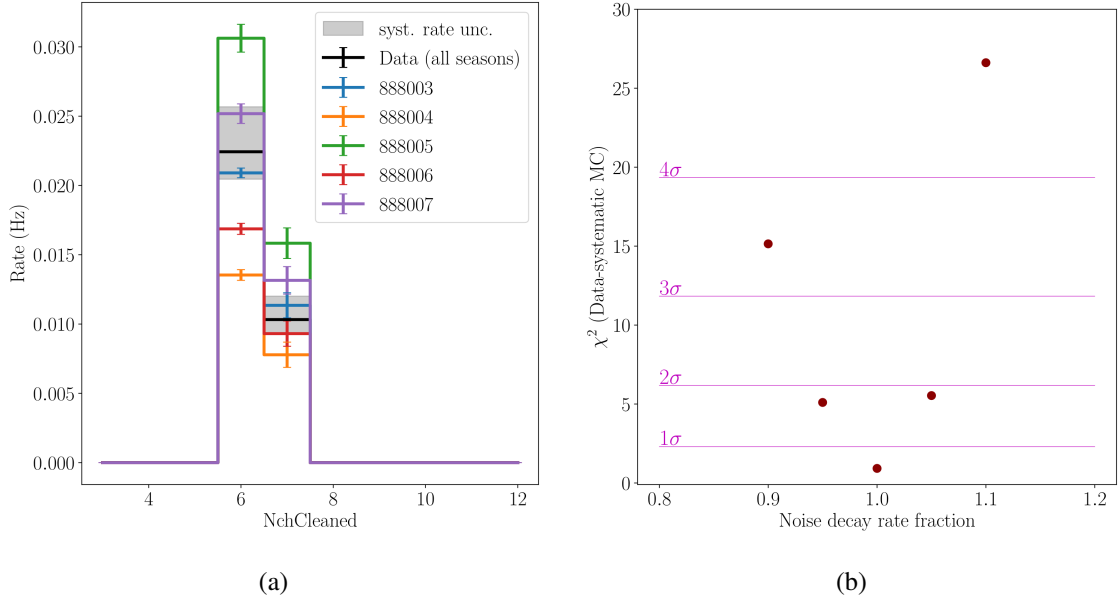 0.030
0.025
0.020
0.015
0.010
0.005
0.000
Rate (Hz)
4
6
8
10
12
NchCleaned
syst. rate unc.
Data (all seasons)
888003
888004
888005
888006
888007
(a)
30
25
20
15
10
5
0
χ² (Data-systematic MC)
4σ
3σ
2σ
1σ
0.8
0.9
1.0
1.1
1.2
Noise decay rate fraction
(b)